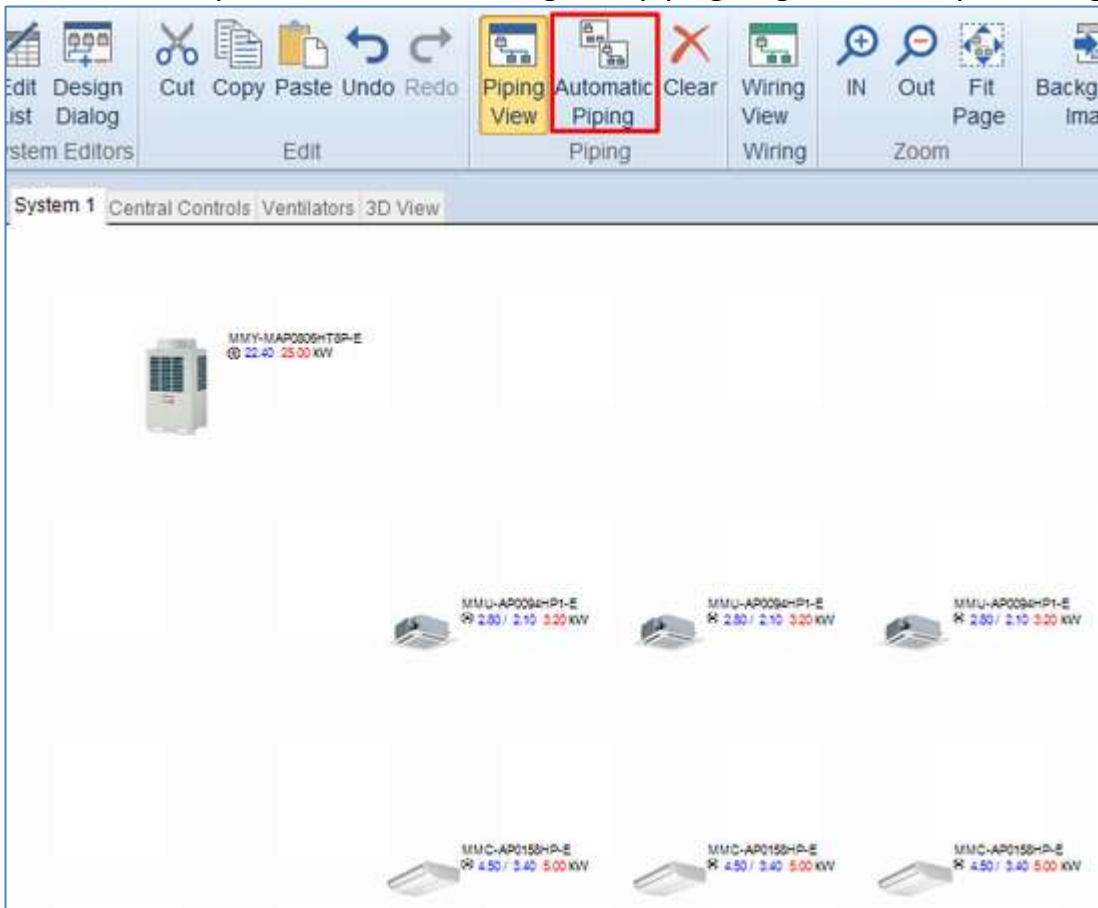 Edit Design Cut Copy Paste Undo Redo Piping Automatic Clear Wiring IN Out Fit
List Dialog View Piping View Page
Edit Piping Wiring Zoom
System 1 Central Controls Ventilators 3D View
MMY-MAP0806HT8P-E
22.40 25.00 kW
MMU-AP0094HP1-E MMU-AP0094HP1-E MMU-AP0094HP1-E
2.80 / 2.10 3.20 kW 2.80 / 2.10 3.20 kW 2.80 / 2.10 3.20 kW
MMC-AP0158HP-E MMC-AP0158HP-E MMC-AP0158HP-E
4.50 / 3.40 5.00 kW 4.50 / 3.40 5.00 kW 4.50 / 3.40 5.00 kW